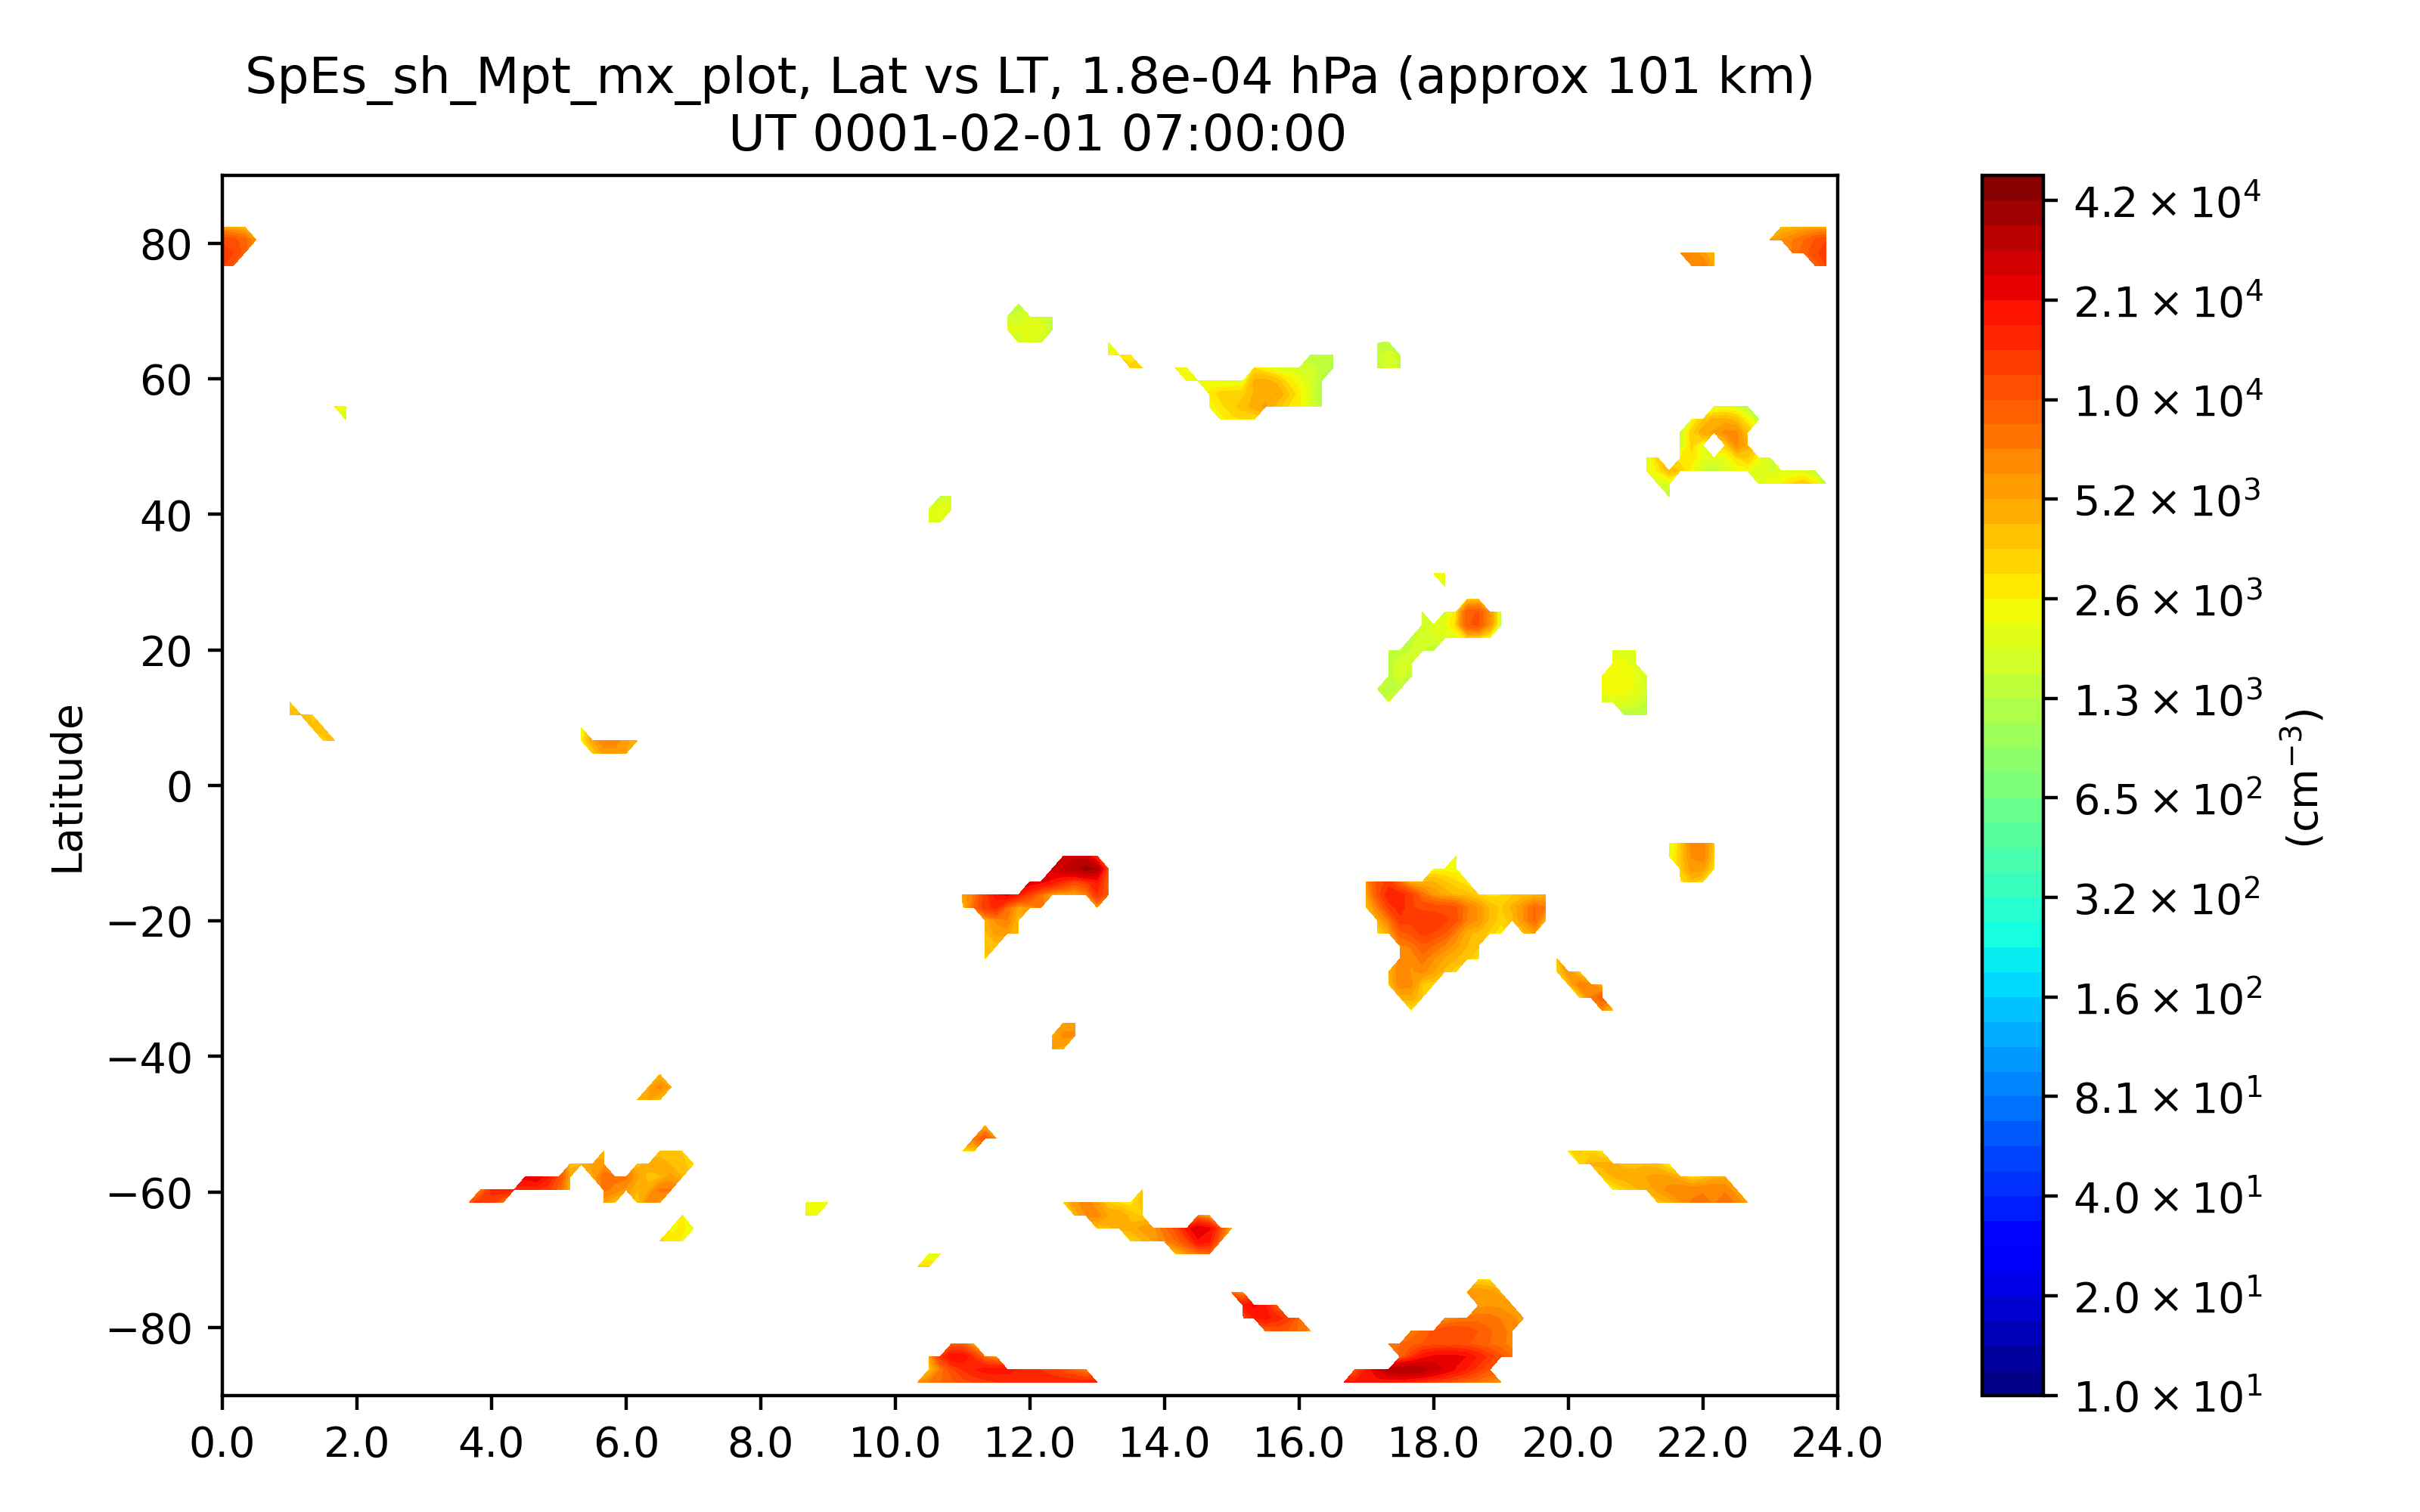 SpEs_sh_Mpt_mx_plot, Lat vs LT, 1.8e-04 hPa (approx 101 km)
UT 0001-02-01 07:00:00
Latitude
80
60
40
20
0
−20
−40
−60
−80
0.0 2.0 4.0 6.0 8.0 10.0 12.0 14.0 16.0 18.0 20.0 22.0 24.0
4.2 × 10⁴
2.1 × 10⁴
1.0 × 10⁴
5.2 × 10³
2.6 × 10³
1.3 × 10³
6.5 × 10²
3.2 × 10²
1.6 × 10²
8.1 × 10¹
4.0 × 10¹
2.0 × 10¹
1.0 × 10¹
(cm⁻³)